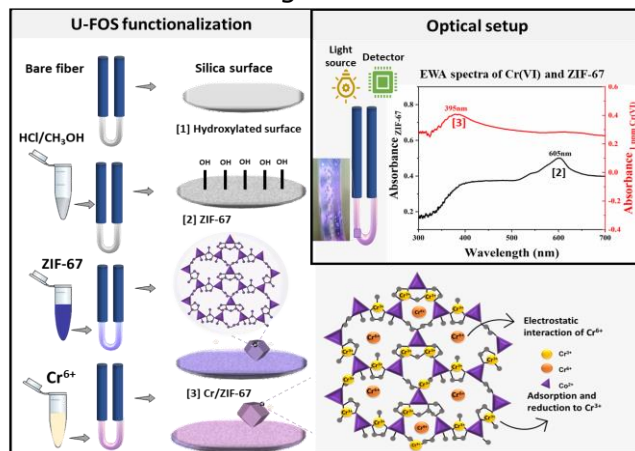 U-FOS functionalization
Bare fiber
Silica surface
[1] Hydroxylated surface
HCl/CH₃OH
OH OH OH OH OH
[2] ZIF-67
ZIF-67
[3] Cr/ZIF-67
Cr⁶⁺
Optical setup
Light source
Detector
EWA spectra of Cr(VI) and ZIF-67
395nm
[3]
605nm
[2]
Absorbance ZIF-67
0.8
0.6
0.4
0.2
Absorbance 1 mM Cr(VI)
0.6
0.4
0.2
0.0
-0.2
-0.4
300 400 500 600 700
Wavelength (nm)
Electrostatic
interaction of Cr⁶⁺
Cr³⁺
Cr⁶⁺
Co²⁺
Adsorption and
reduction to Cr³⁺